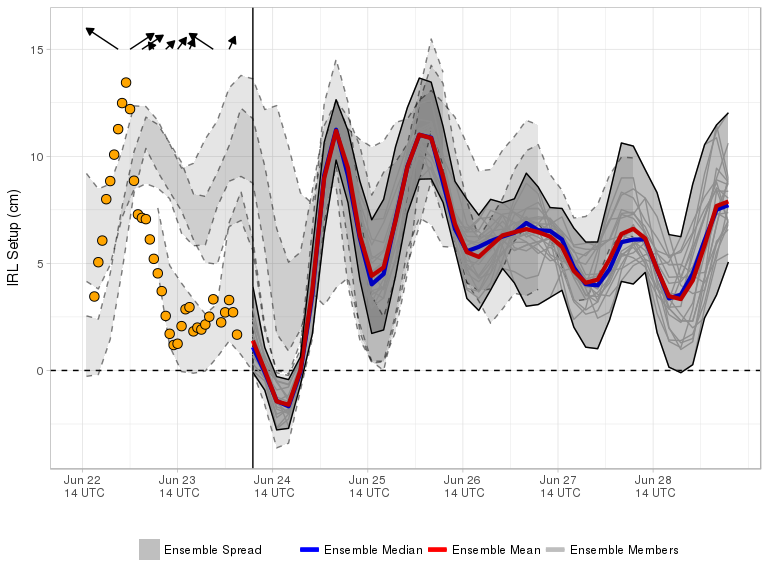 IRL Setup (cm)
15
10
5
0
Jun 22 Jun 23 Jun 24 Jun 25 Jun 26 Jun 27 Jun 28
14 UTC 14 UTC 14 UTC 14 UTC 14 UTC 14 UTC 14 UTC
Ensemble Spread Ensemble Median Ensemble Mean Ensemble Members